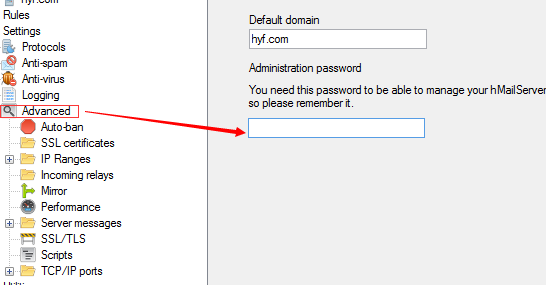 hyf.com
Rules
Settings
Protocols
Anti-spam
Anti-virus
Logging
Advanced
Auto-ban
SSL certificates
IP Ranges
Incoming relays
Mirror
Performance
Server messages
SSL/TLS
Scripts
TCP/IP ports
Default domain
hyf.com
Administration password
You need this password to be able to manage your hMailServer
so please remember it.